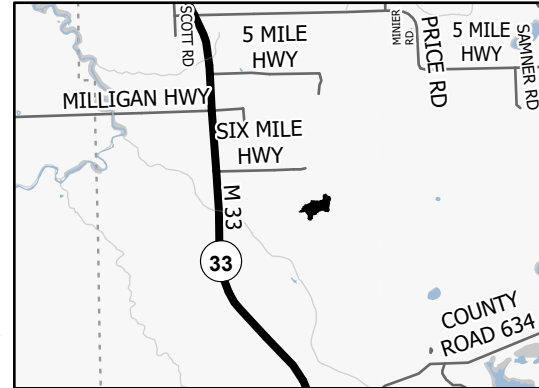 SCOTT RD
5 MILE
HWY
MINIER
RD
PRICE RD
5 MILE
HWY
SAMNER RD
MILLIGAN HWY
SIX MILE
HWY
M 33
33
COUNTY
ROAD 634